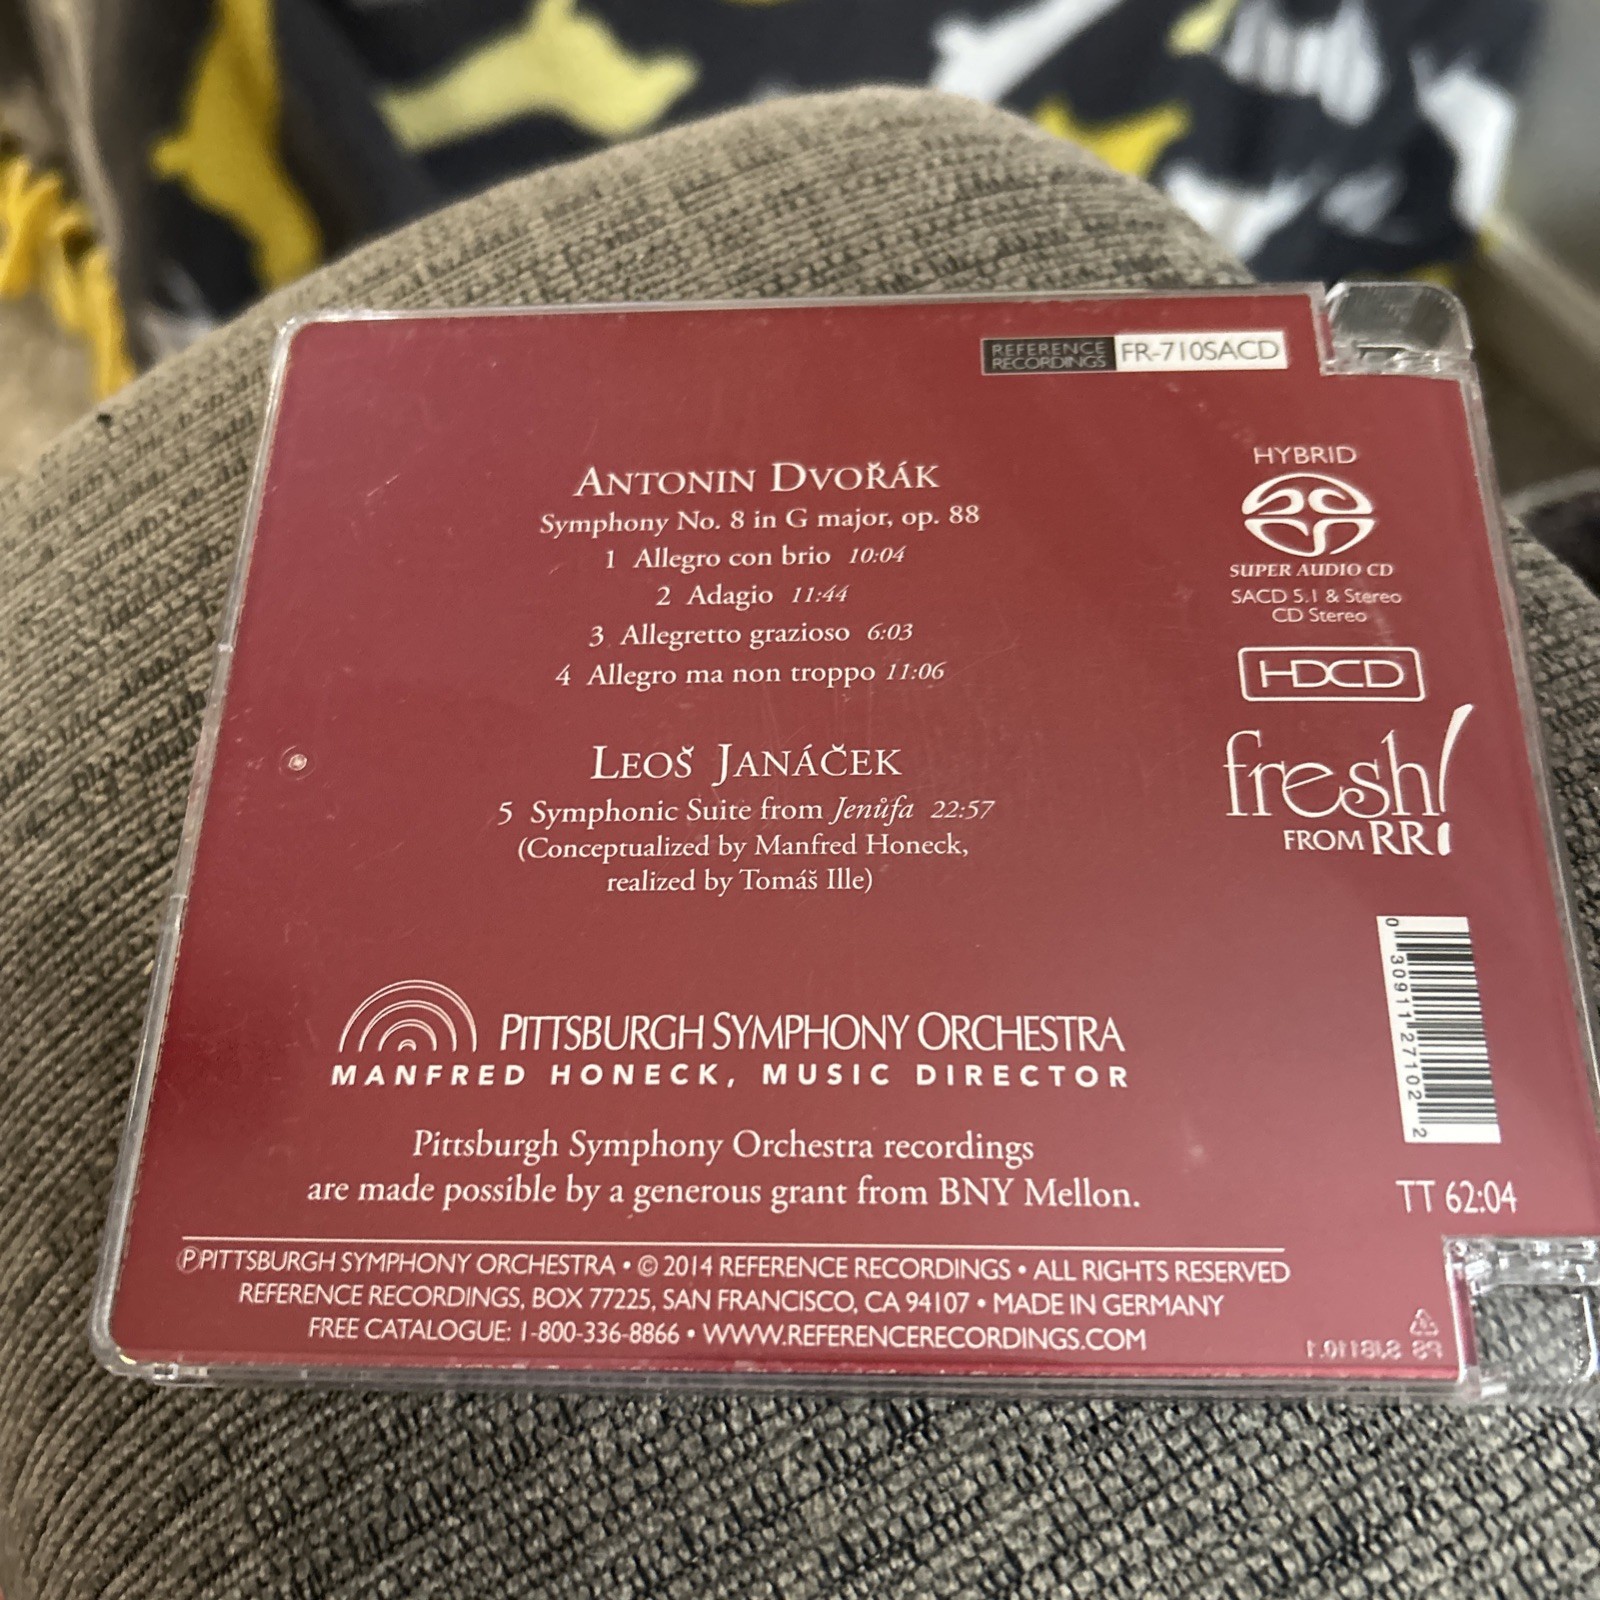 REFERENCE RECORDINGS FR-710SACD
ANTONIN DVOŘÁK
Symphony No. 8 in G major, op. 88
1 Allegro con brio 10:04
2 Adagio 11:44
3 Allegretto grazioso 6:03
4 Allegro ma non troppo 11:06
LEOŠ JANÁČEK
5 Symphonic Suite from Jenůfa 22:57
(Conceptualized by Manfred Honeck,
realized by Tomáš Ille)
HYBRID
SUPER AUDIO CD
SACD 5.1 & Stereo
CD Stereo
HDCD
fresh!
FROM RR!
0 30911 27102 2
TT 62:04
PITTSBURGH SYMPHONY ORCHESTRA
MANFRED HONECK, MUSIC DIRECTOR
Pittsburgh Symphony Orchestra recordings
are made possible by a generous grant from BNY Mellon.
ⓅPITTSBURGH SYMPHONY ORCHESTRA • © 2014 REFERENCE RECORDINGS • ALL RIGHTS RESERVED
REFERENCE RECORDINGS, BOX 77225, SAN FRANCISCO, CA 94107 • MADE IN GERMANY
FREE CATALOGUE: 1-800-336-8866 • WWW.REFERENCERECORDINGS.COM